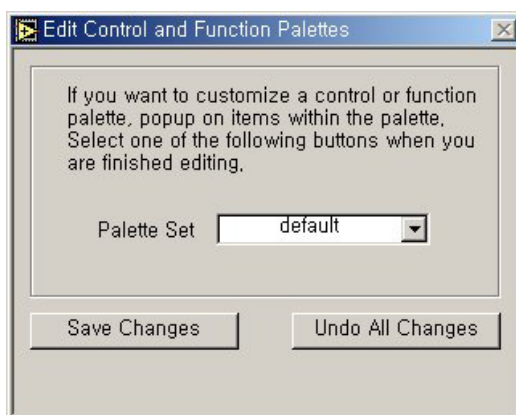 Edit Control and Function Palettes
If you want to customize a control or function
palette, popup on items within the palette,
Select one of the following buttons when you
are finished editing,
Palette Set default
Save Changes Undo All Changes